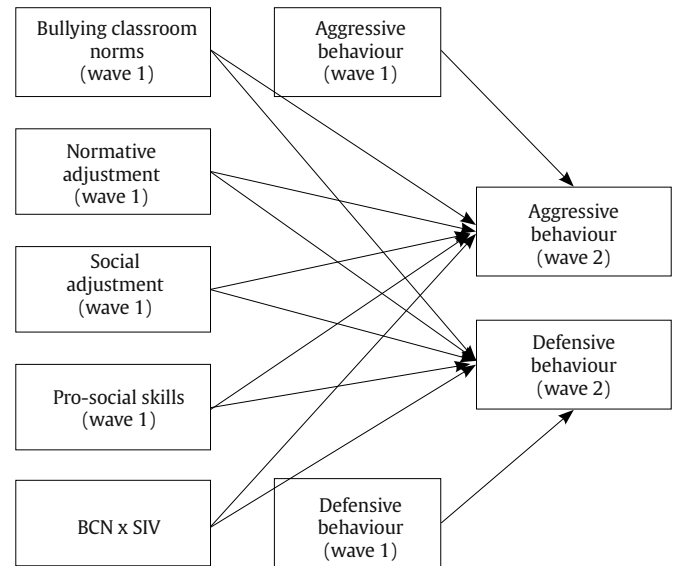 Bullying classroom
norms
(wave 1)
Aggressive
behaviour
(wave 1)
Normative
adjustment
(wave 1)
Aggressive
behaviour
(wave 2)
Social
adjustment
(wave 1)
Defensive
behaviour
(wave 2)
Pro-social skills
(wave 1)
BCN x SIV
Defensive
behaviour
(wave 1)